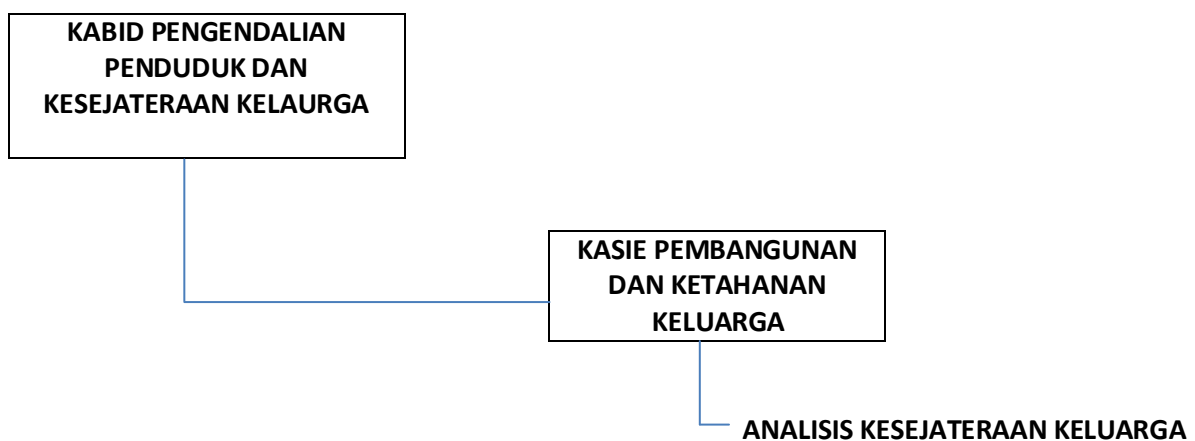 KABID PENGENDALIAN
PENDUDUK DAN
KESEJATERAAN KELAURGA
KASIE PEMBANGUNAN
DAN KETAHANAN
KELUARGA
ANALISIS KESEJATERAAN KELUARGA